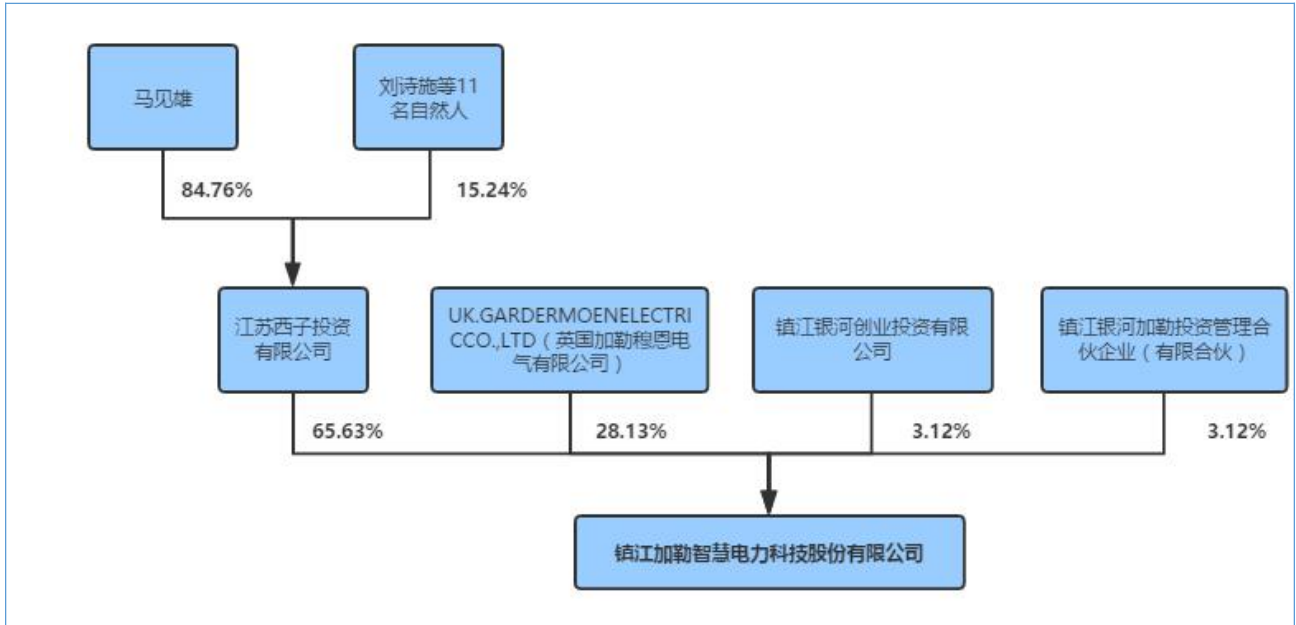 马见雄
刘诗施等11
名自然人
84.76%
15.24%
江苏西子投资
有限公司
UK.GARDERMOENELECTRI
CCO.,LTD（英国加勒穆恩电
气有限公司）
镇江银河创业投资有限
公司
镇江银河加勒投资管理合
伙企业（有限合伙）
65.63%
28.13%
3.12%
3.12%
镇江加勒智慧电力科技股份有限公司